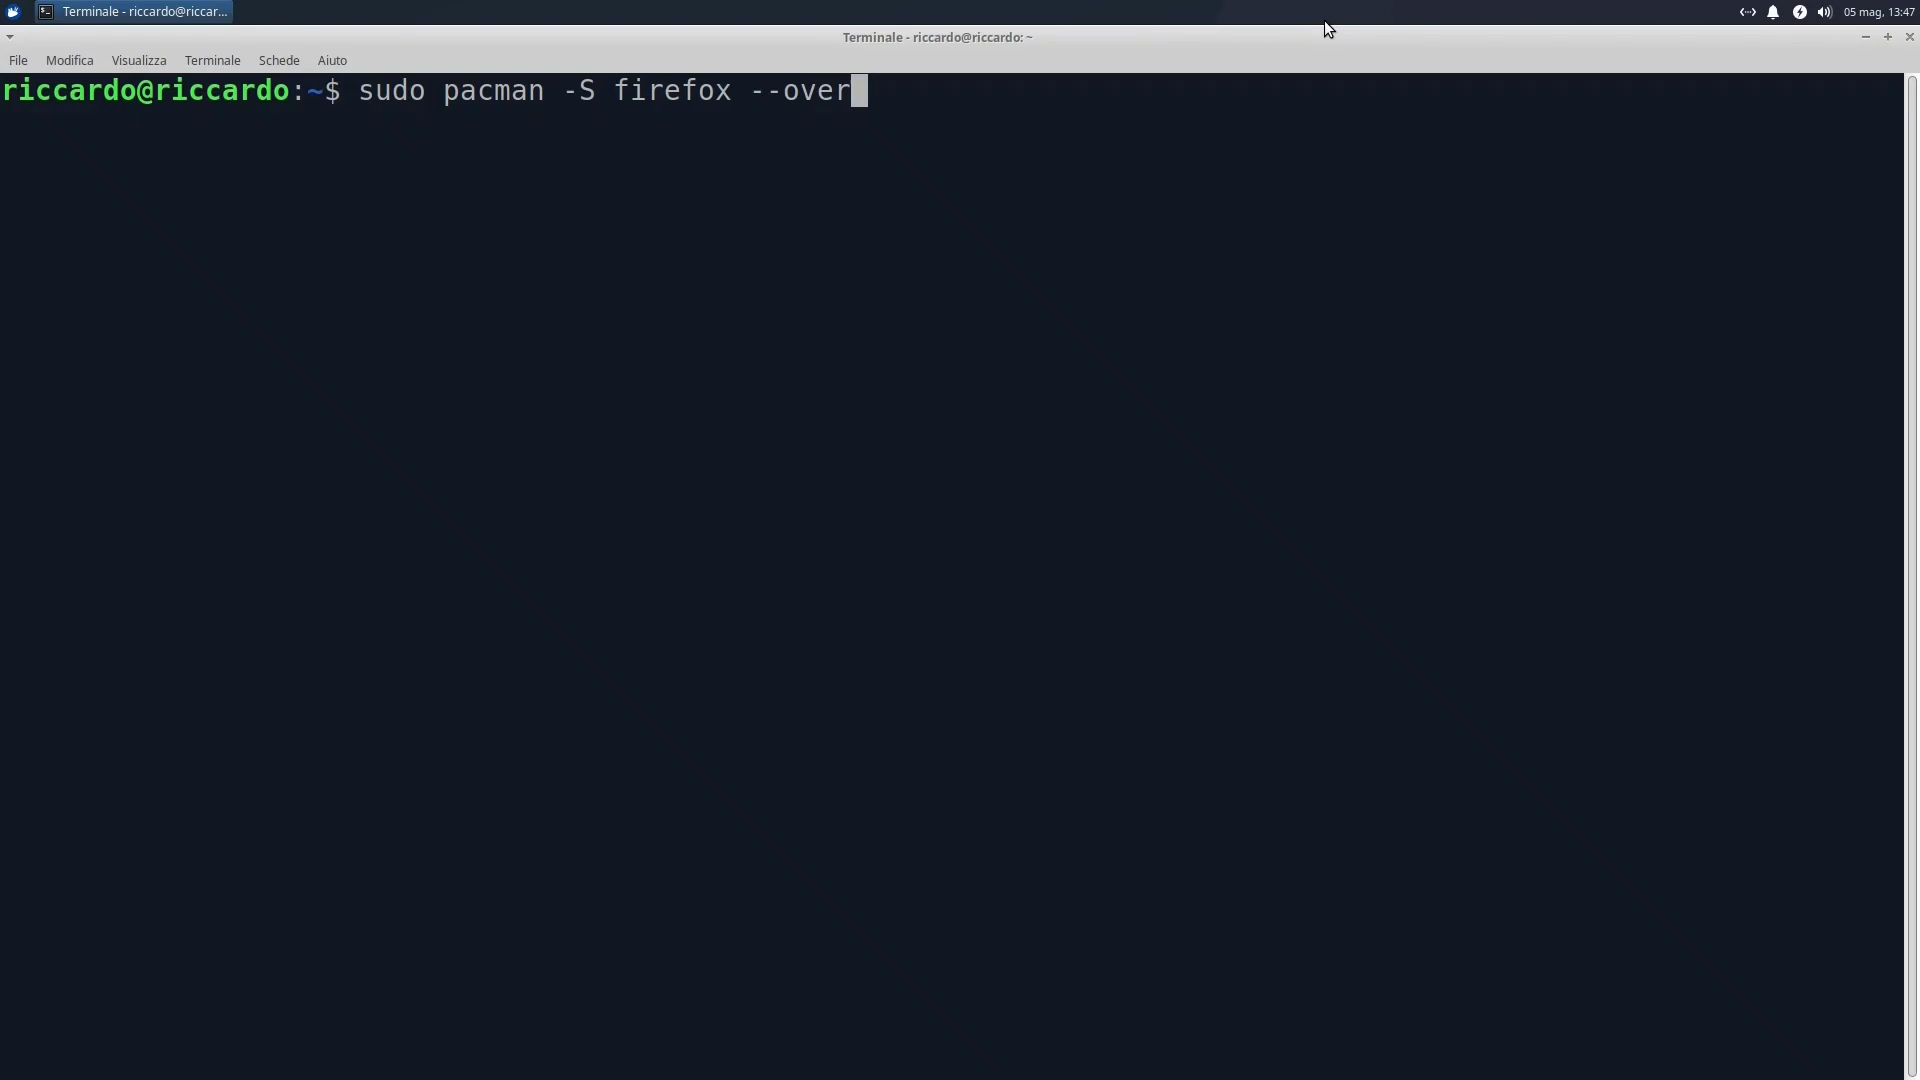 Terminale - riccardo@riccar... 05 mag, 13:47
Terminale - riccardo@riccardo: ~
File Modifica Visualizza Terminale Schede Aiuto
riccardo@riccardo:~$ sudo pacman -S firefox --over